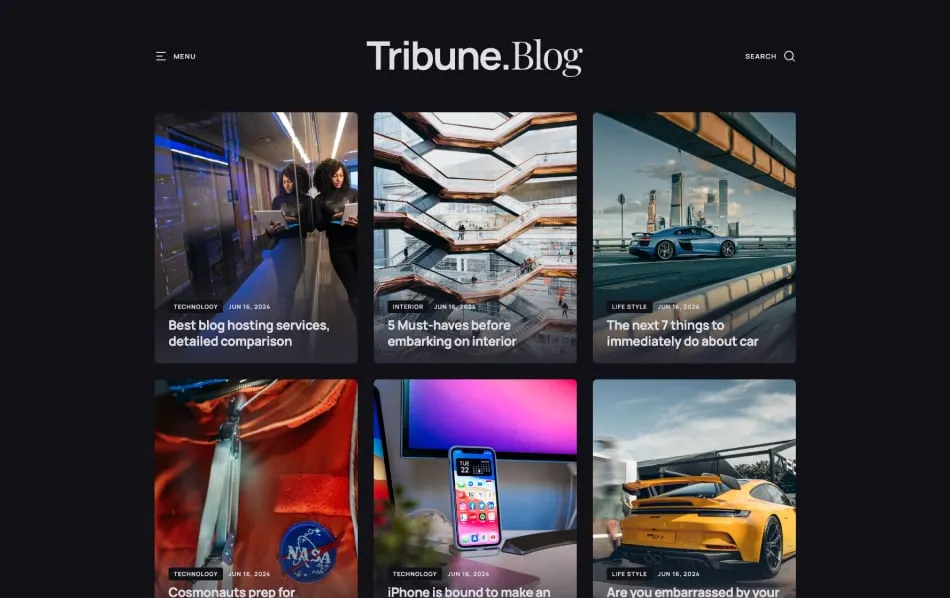 MENU
Tribune.Blog
SEARCH
TECHNOLOGY JUN 16, 2024
Best blog hosting services,
detailed comparison
INTERIOR JUN 16, 2024
5 Must-haves before
embarking on interior
LIFE STYLE JUN 16, 2024
The next 7 things to
immediately do about car
NASA
TUE
22
TECHNOLOGY JUN 16, 2024
Cosmonauts prep for
TECHNOLOGY JUN 16, 2024
iPhone is bound to make an
LIFE STYLE JUN 16, 2024
Are you embarrassed by your